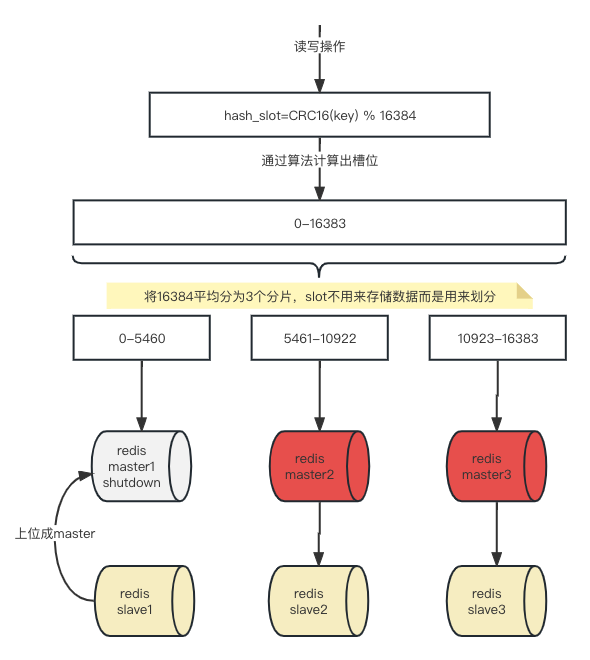 读写操作
hash_slot=CRC16(key) % 16384
通过算法计算出槽位
0-16383
将16384平均分为3个分片，slot不用来存储数据而是用来划分
0-5460
5461-10922
10923-16383
redis
master1
shutdown
redis
master2
redis
master3
上位成master
redis
slave1
redis
slave2
redis
slave3